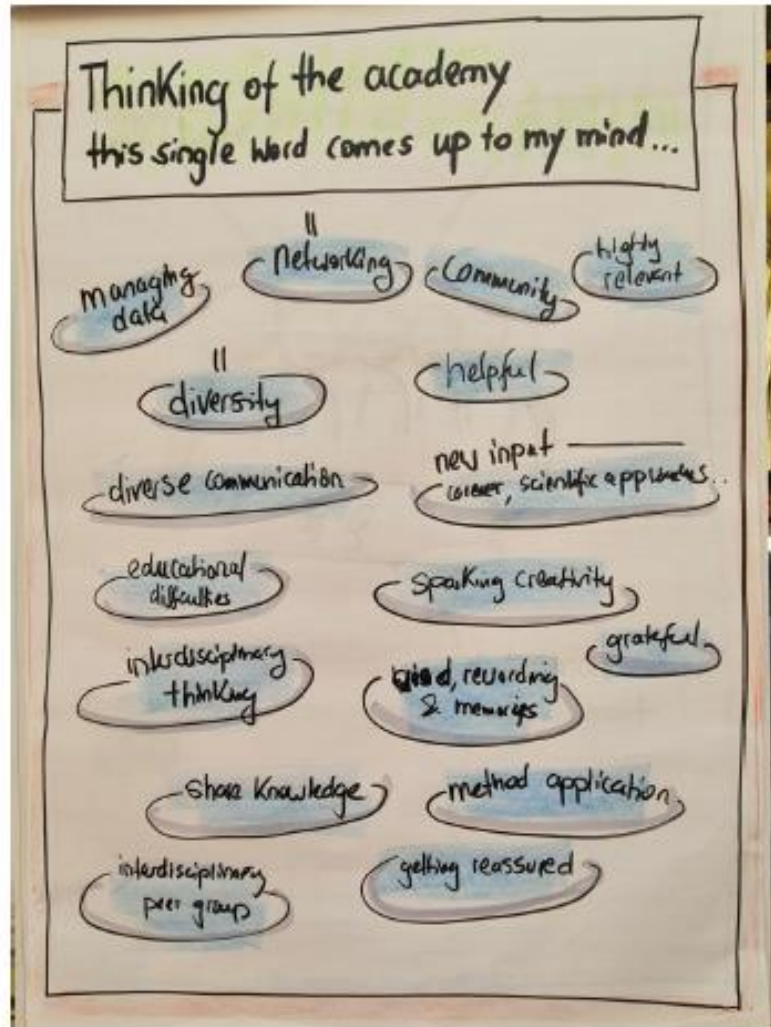 Thinking of the academy
this single word comes up to my mind...
||
networking
community
highly
relevant
managing
data
||
diversity
helpful
diverse communication
new input
career, scientific approaches..
educational
difficulties
sparking creativity
grateful
interdisciplinary
thinking
, rewarding
& memories
share knowledge
method application
interdisciplinary
peer group
getting reassured